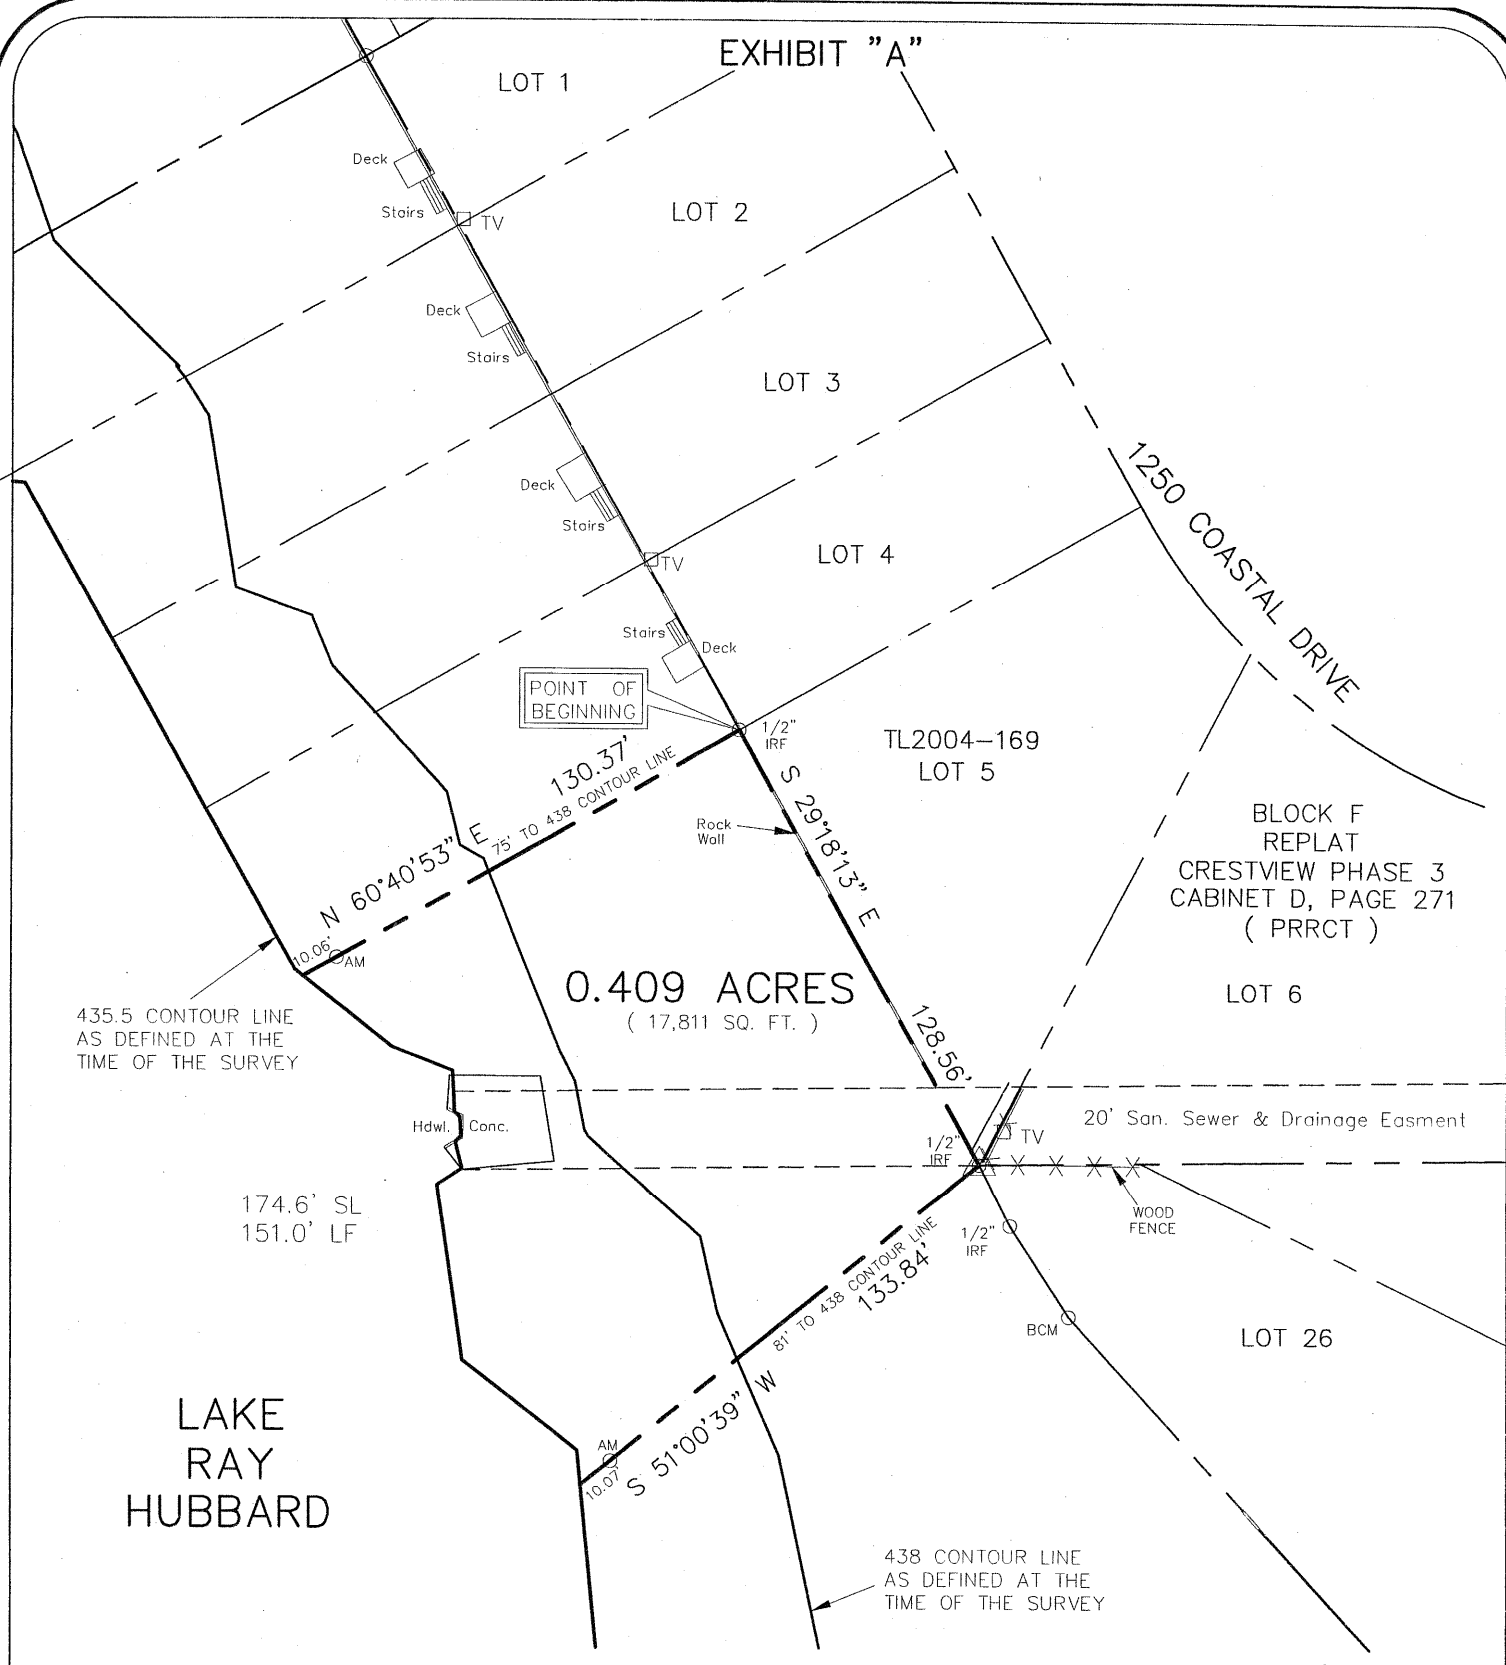 EXHIBIT "A"
LOT 1
Deck
Stairs
TV
LOT 2
Deck
Stairs
LOT 3
Deck
Stairs
TV
LOT 4
1250 COASTAL DRIVE
Stairs
Deck
POINT OF
BEGINNING
1/2"
IRF
TL2004-169
LOT 5
130.37'
75' TO 438 CONTOUR LINE
N 60°40'53" E
S 29°18'13" E
Rock
Wall
BLOCK F
REPLAT
CRESTVIEW PHASE 3
CABINET D, PAGE 271
( PRRCT )
10.06'
AM
0.409 ACRES
( 17,811 SQ. FT. )
LOT 6
435.5 CONTOUR LINE
AS DEFINED AT THE
TIME OF THE SURVEY
128.56'
Hdwl.
Conc.
20' San. Sewer & Drainage Easment
1/2"
IRF
TV
174.6' SL
151.0' LF
WOOD
FENCE
1/2"
IRF
81' TO 438 CONTOUR LINE
133.84'
BCM
LOT 26
S 51°00'39" W
AM
10.07'
LAKE
RAY
HUBBARD
438 CONTOUR LINE
AS DEFINED AT THE
TIME OF THE SURVEY